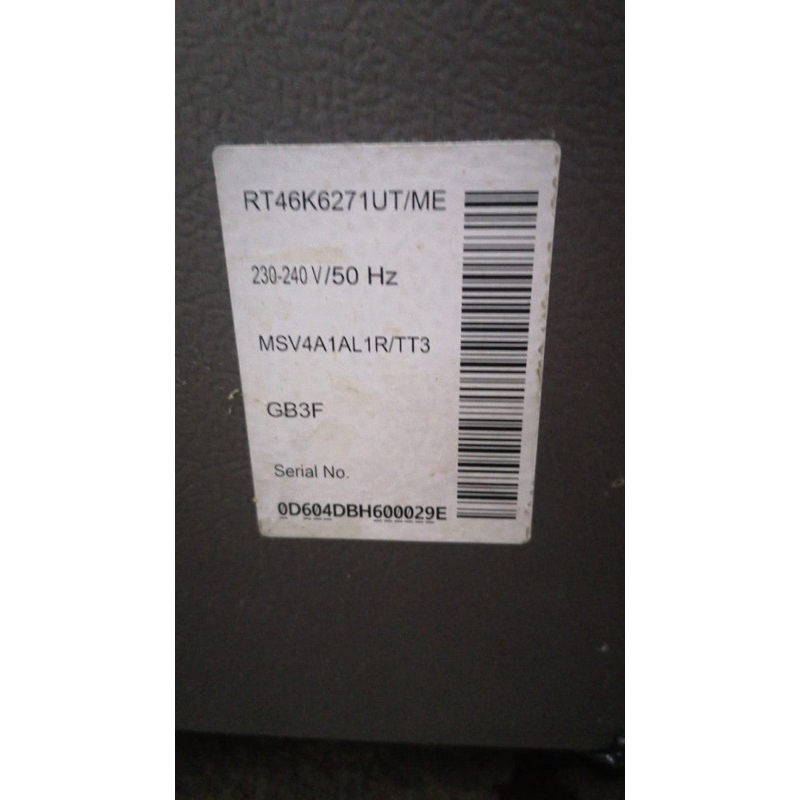 RT46K6271UT/ME
230-240 V/50 Hz
MSV4A1AL1R/TT3
GB3F
Serial No.
0D604DBH600029E